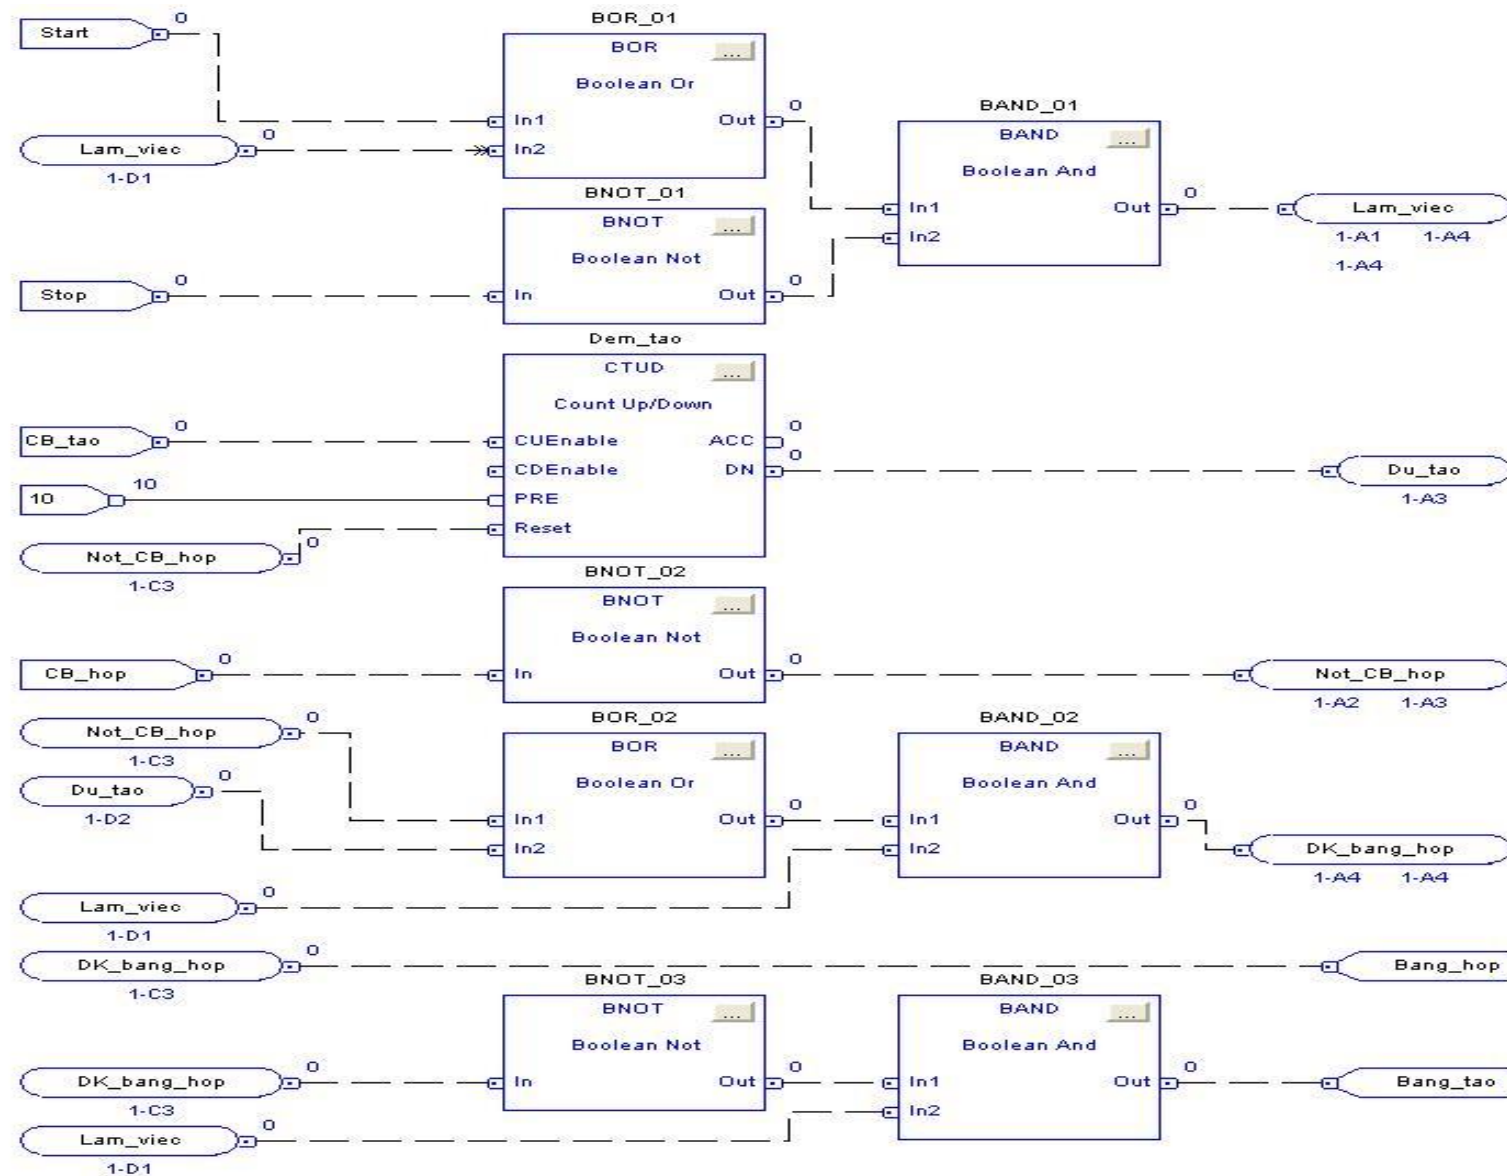 0
BOR_01
Start
BOR
...
Boolean Or
0
BAND_01
In1
Out
BAND
...
0
Lam_viec
In2
Boolean And
1-D1
BNOT_01
0
BNOT
...
In1
Out
Lam_viec
In2
1-A1 1-A4
Boolean Not
1-A4
0
0
Stop
In
Out
Dem_tao
CTUD
...
Count Up/Down
0
0
CB_tao
CUEnable
ACC
0
CDEnable
DN
Du_tao
10
10
PRE
1-A3
Reset
0
Not_CB_hop
1-C3
BNOT_02
BNOT
...
Boolean Not
0
0
CB_hop
In
Out
Not_CB_hop
1-A2 1-A3
0
BOR_02
BAND_02
Not_CB_hop
BOR
...
BAND
...
1-C3
0
Du_tao
Boolean Or
Boolean And
0
0
1-D2
In1
Out
In1
Out
In2
In2
DK_bang_hop
1-A4 1-A4
0
Lam_viec
1-D1
0
DK_bang_hop
Bang_hop
1-C3
BNOT_03
BAND_03
BNOT
...
BAND
...
Boolean Not
Boolean And
0
0
0
DK_bang_hop
In
Out
In1
Out
Bang_tao
1-C3
In2
0
Lam_viec
1-D1